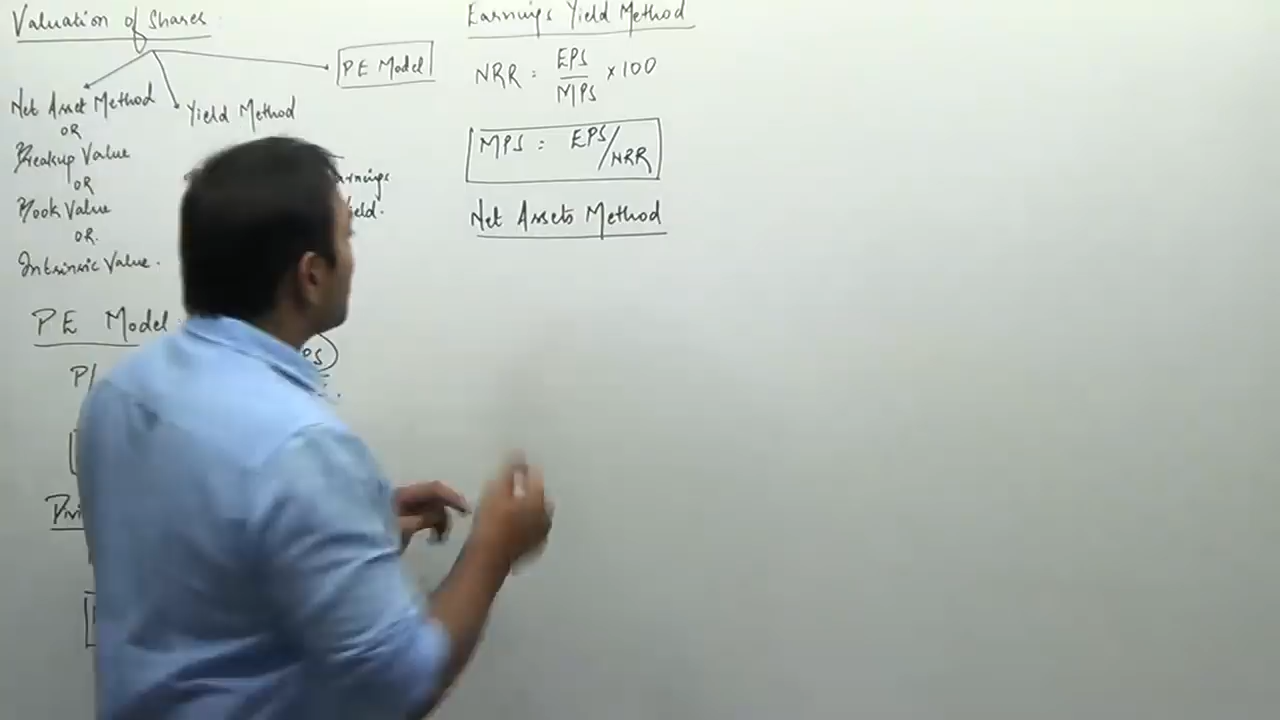 Valuation of Shares
PE Model
Net Asset Method
OR
Breakup Value
OR
Book Value
OR.
Intrinsic Value.
Yield Method
PE Model
P/
Earnings Yield Method
NRR = EPS / MPS × 100
MPS = EPS/NRR
Net Assets Method